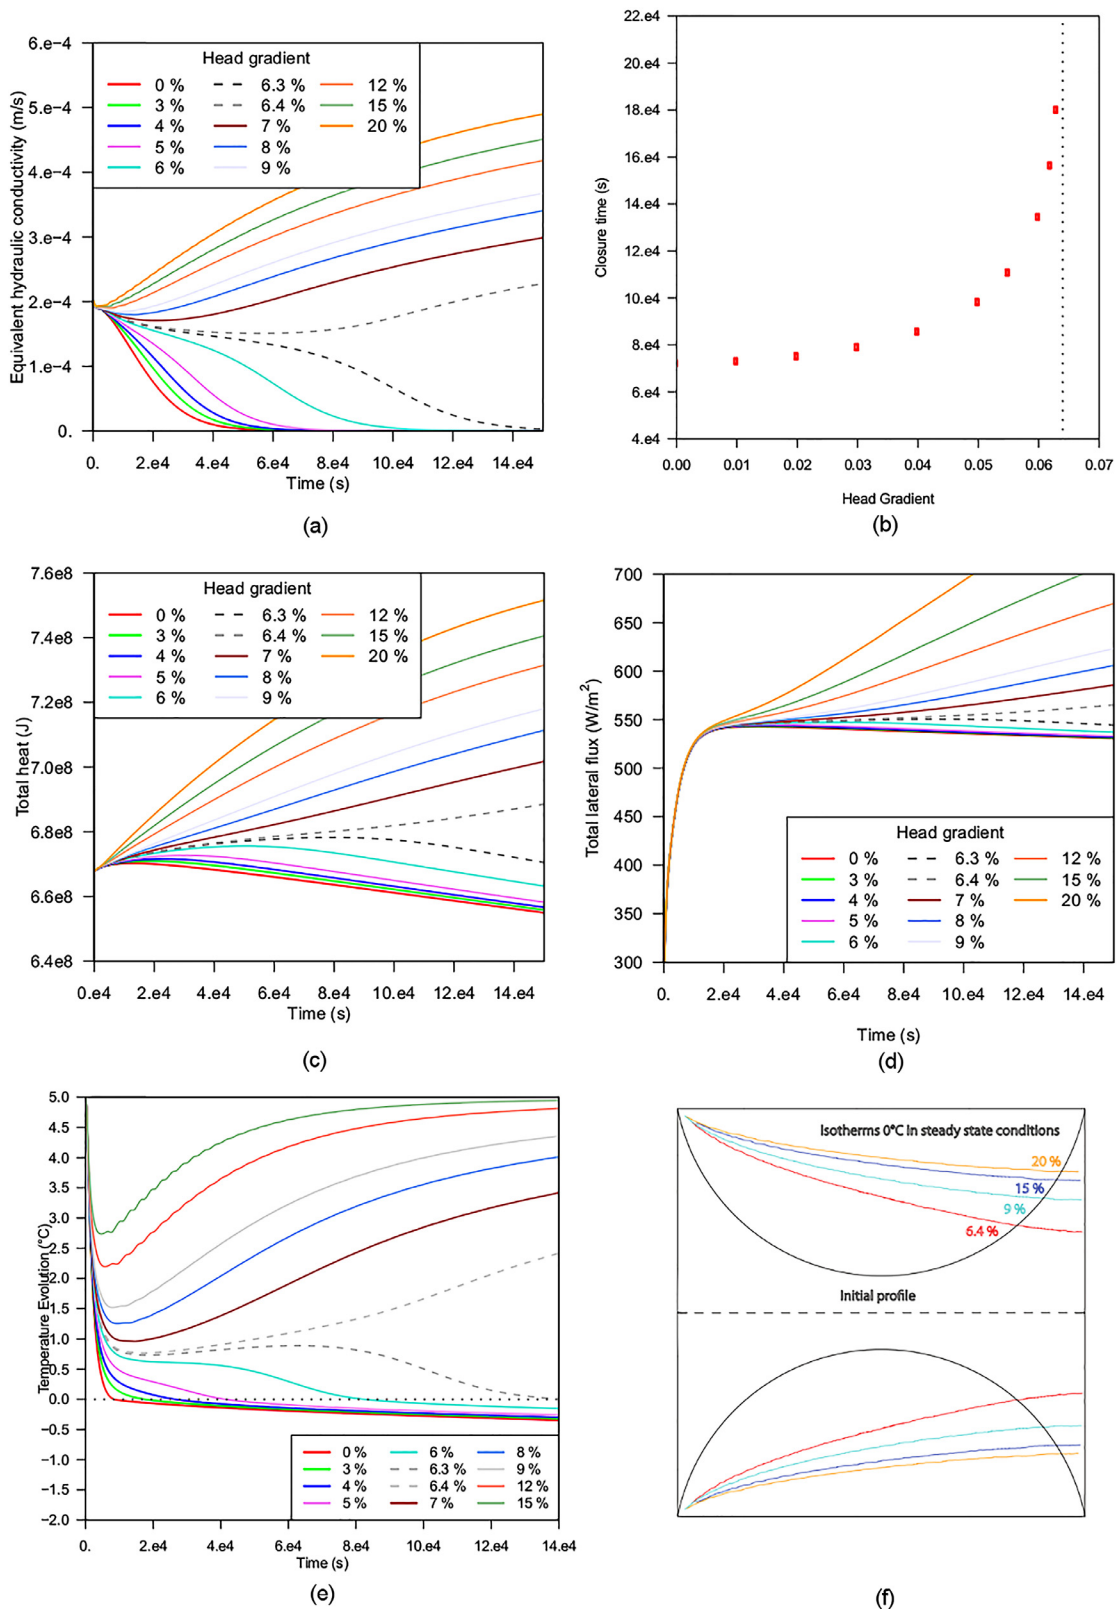 6.e−4
5.e−4
4.e−4
3.e−4
2.e−4
1.e−4
0.
Equivalent hydraulic conductivity (m/s)
Head gradient
0 % 6.3 % 12 %
3 % 6.4 % 15 %
4 % 7 % 20 %
5 % 8 %
6 % 9 %
0. 2.e4 4.e4 6.e4 8.e4 10.e4 12.e4 14.e4
Time (s)
(a)
22.e4
20.e4
18.e4
16.e4
14.e4
12.e4
10.e4
8.e4
6.e4
4.e4
Closure time (s)
0.00 0.01 0.02 0.03 0.04 0.05 0.06 0.07
Head Gradient
(b)
7.6e8
7.4e8
7.2e8
7.0e8
6.8e8
6.6e8
6.4e8
Total heat (J)
Head gradient
0 % 6.3 % 12 %
3 % 6.4 % 15 %
4 % 7 % 20 %
5 % 8 %
6 % 9 %
0.e4 2.e4 4.e4 6.e4 8.e4 10.e4 12.e4 14.e4
Time (s)
(c)
700
650
600
550
500
450
400
350
300
Total lateral flux (W/m²)
Head gradient
0 % 6.3 % 12 %
3 % 6.4 % 15 %
4 % 7 % 20 %
5 % 8 %
6 % 9 %
0. 2.e4 4.e4 6.e4 8.e4 10.e4 12.e4 14.e4
Time (s)
(d)
5.0
4.5
4.0
3.5
3.0
2.5
2.0
1.5
1.0
0.5
0.0
−0.5
−1.0
−1.5
−2.0
Temperature Evolution (°C)
0 % 6 % 8 %
3 % 6.3 % 9 %
4 % 6.4 % 12 %
5 % 7 % 15 %
0. 2.e4 4.e4 6.e4 8.e4 10.e4 12.e4 14.e4
Time (s)
(e)
Isotherms 0°C in steady state conditions
20 %
15 %
9 %
6.4 %
Initial profile
(f)